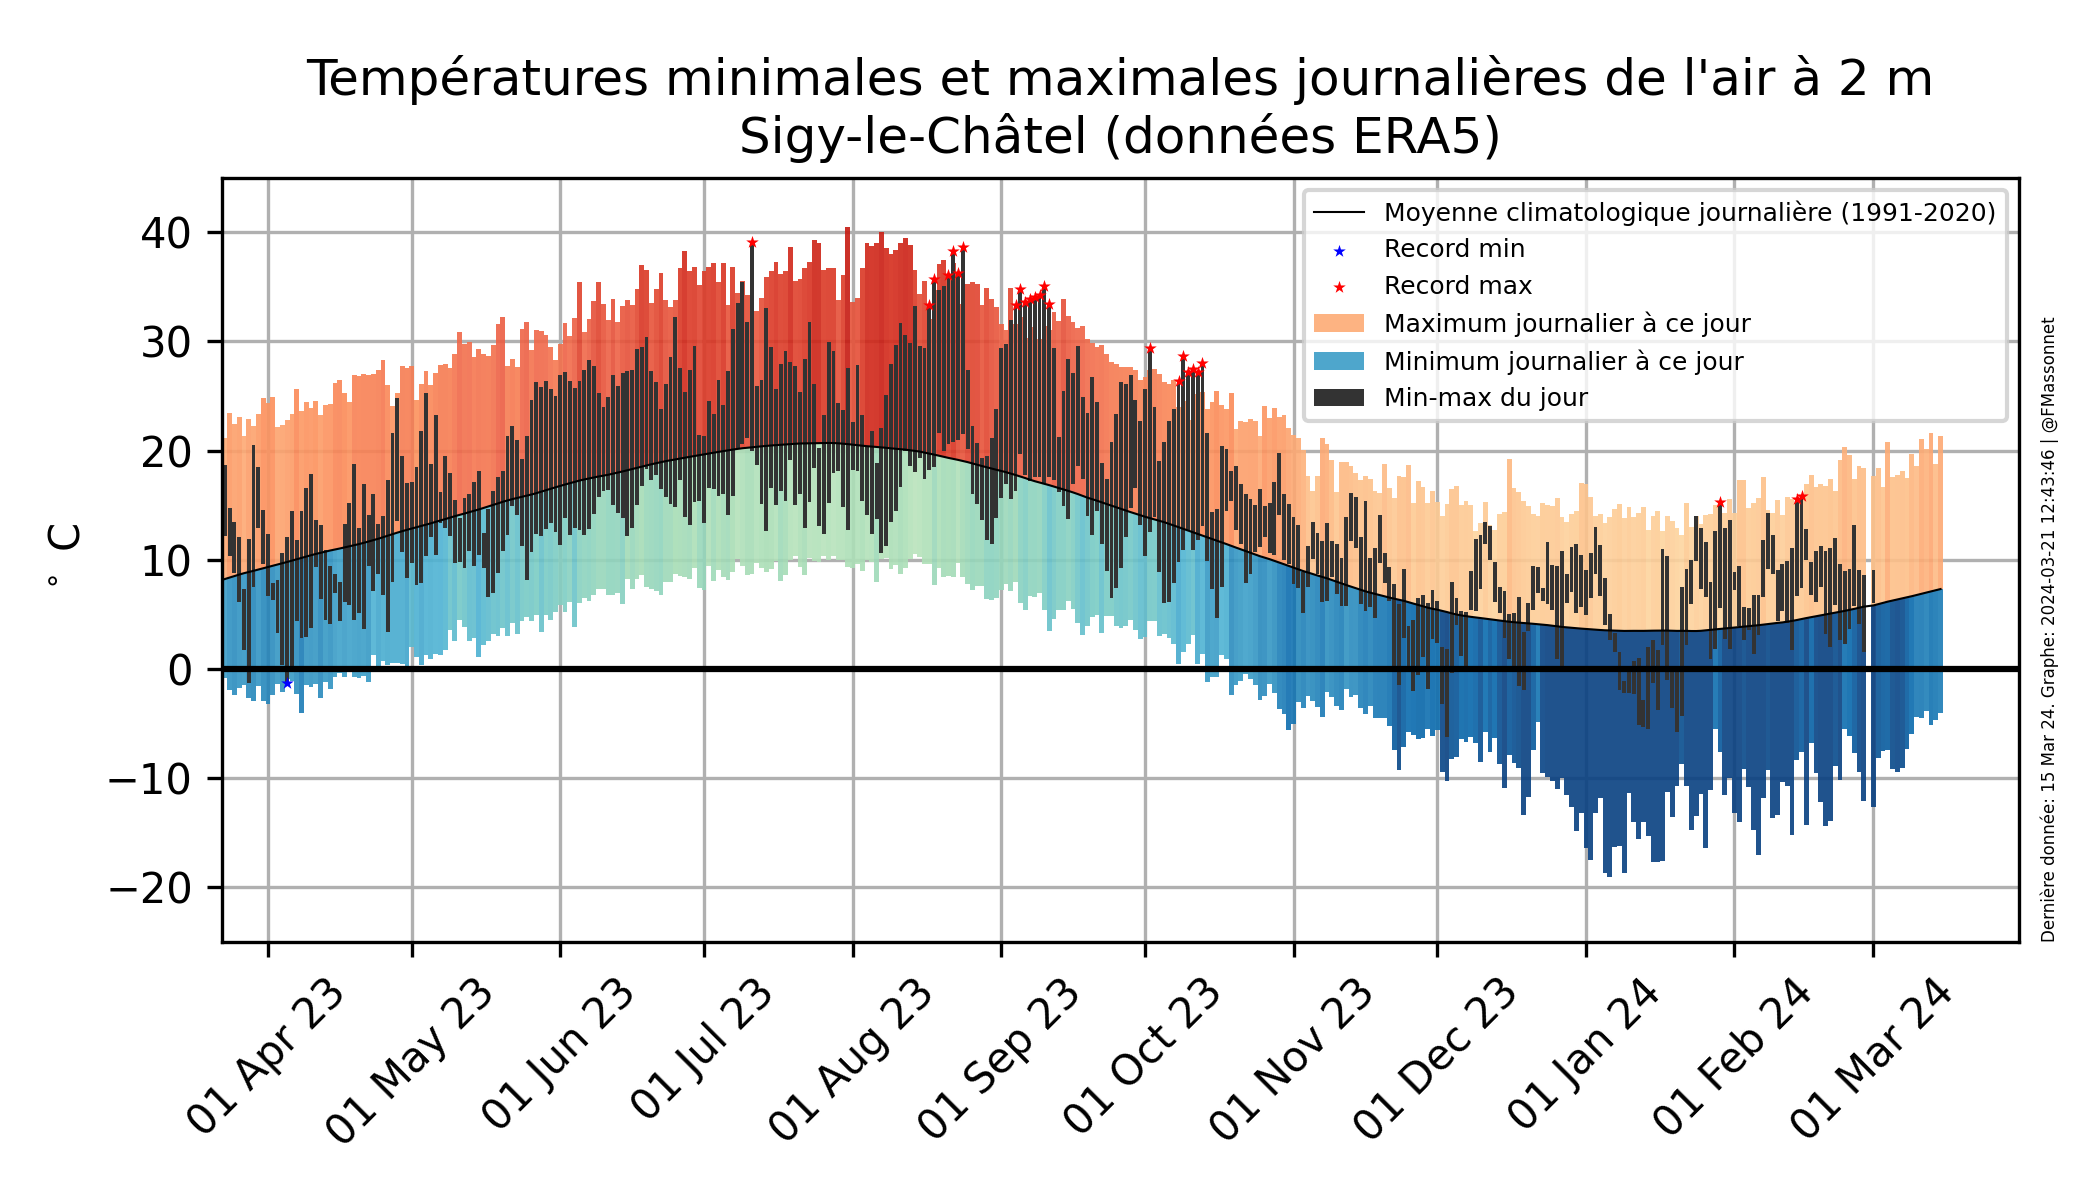 Températures minimales et maximales journalières de l'air à 2 m
Sigy-le-Châtel (données ERA5)
Moyenne climatologique journalière (1991-2020)
Record min
Record max
Maximum journalier à ce jour
Minimum journalier à ce jour
Min-max du jour
40
30
20
10
0
−10
−20
° C
01 Apr 23
01 May 23
01 Jun 23
01 Jul 23
01 Aug 23
01 Sep 23
01 Oct 23
01 Nov 23
01 Dec 23
01 Jan 24
01 Feb 24
01 Mar 24
Dernière donnée: 15 Mar 24. Graphe: 2024-03-21 12:43:46 | @FMassonnet